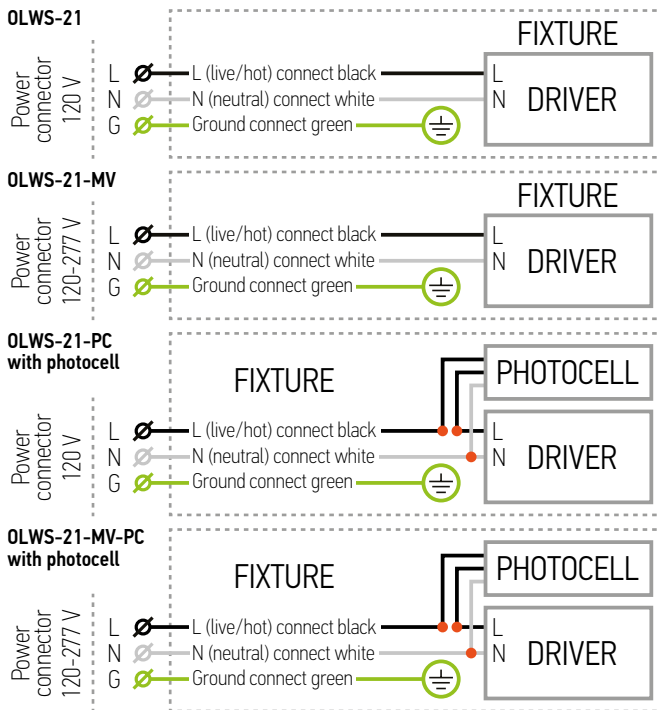 OLWS-21
FIXTURE
Power
connector
120 V
L
L (live/hot) connect black
L
N
N (neutral) connect white
N
DRIVER
G
Ground connect green
OLWS-21-MV
FIXTURE
Power
connector
120-277 V
L
L (live/hot) connect black
L
N
N (neutral) connect white
N
DRIVER
G
Ground connect green
OLWS-21-PC
with photocell
FIXTURE
PHOTOCELL
Power
connector
120 V
L
L (live/hot) connect black
L
N
N (neutral) connect white
N
DRIVER
G
Ground connect green
OLWS-21-MV-PC
with photocell
FIXTURE
PHOTOCELL
Power
connector
120-277 V
L
L (live/hot) connect black
L
N
N (neutral) connect white
N
DRIVER
G
Ground connect green